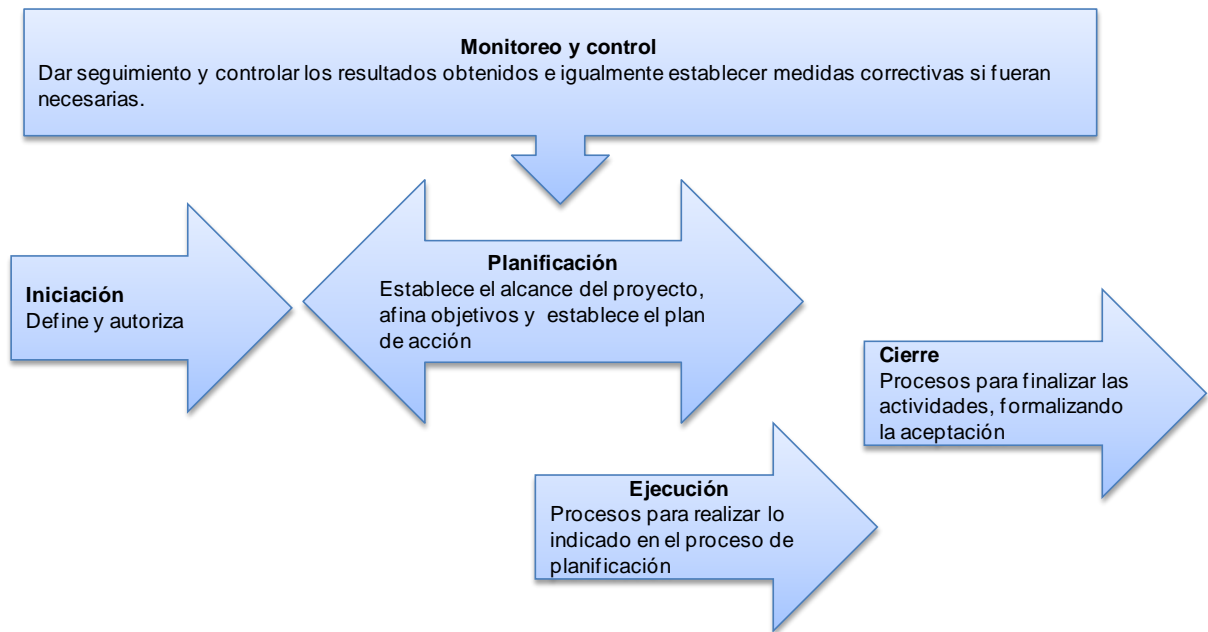 Monitoreo y control
Dar seguimiento y controlar los resultados obtenidos e igualmente establecer medidas correctivas si fueran
necesarias.
Iniciación
Define y autoriza
Planificación
Establece el alcance del proyecto,
afina objetivos y establece el plan
de acción
Cierre
Procesos para finalizar las
actividades, formalizando
la aceptación
Ejecución
Procesos para realizar lo
indicado en el proceso de
planificación